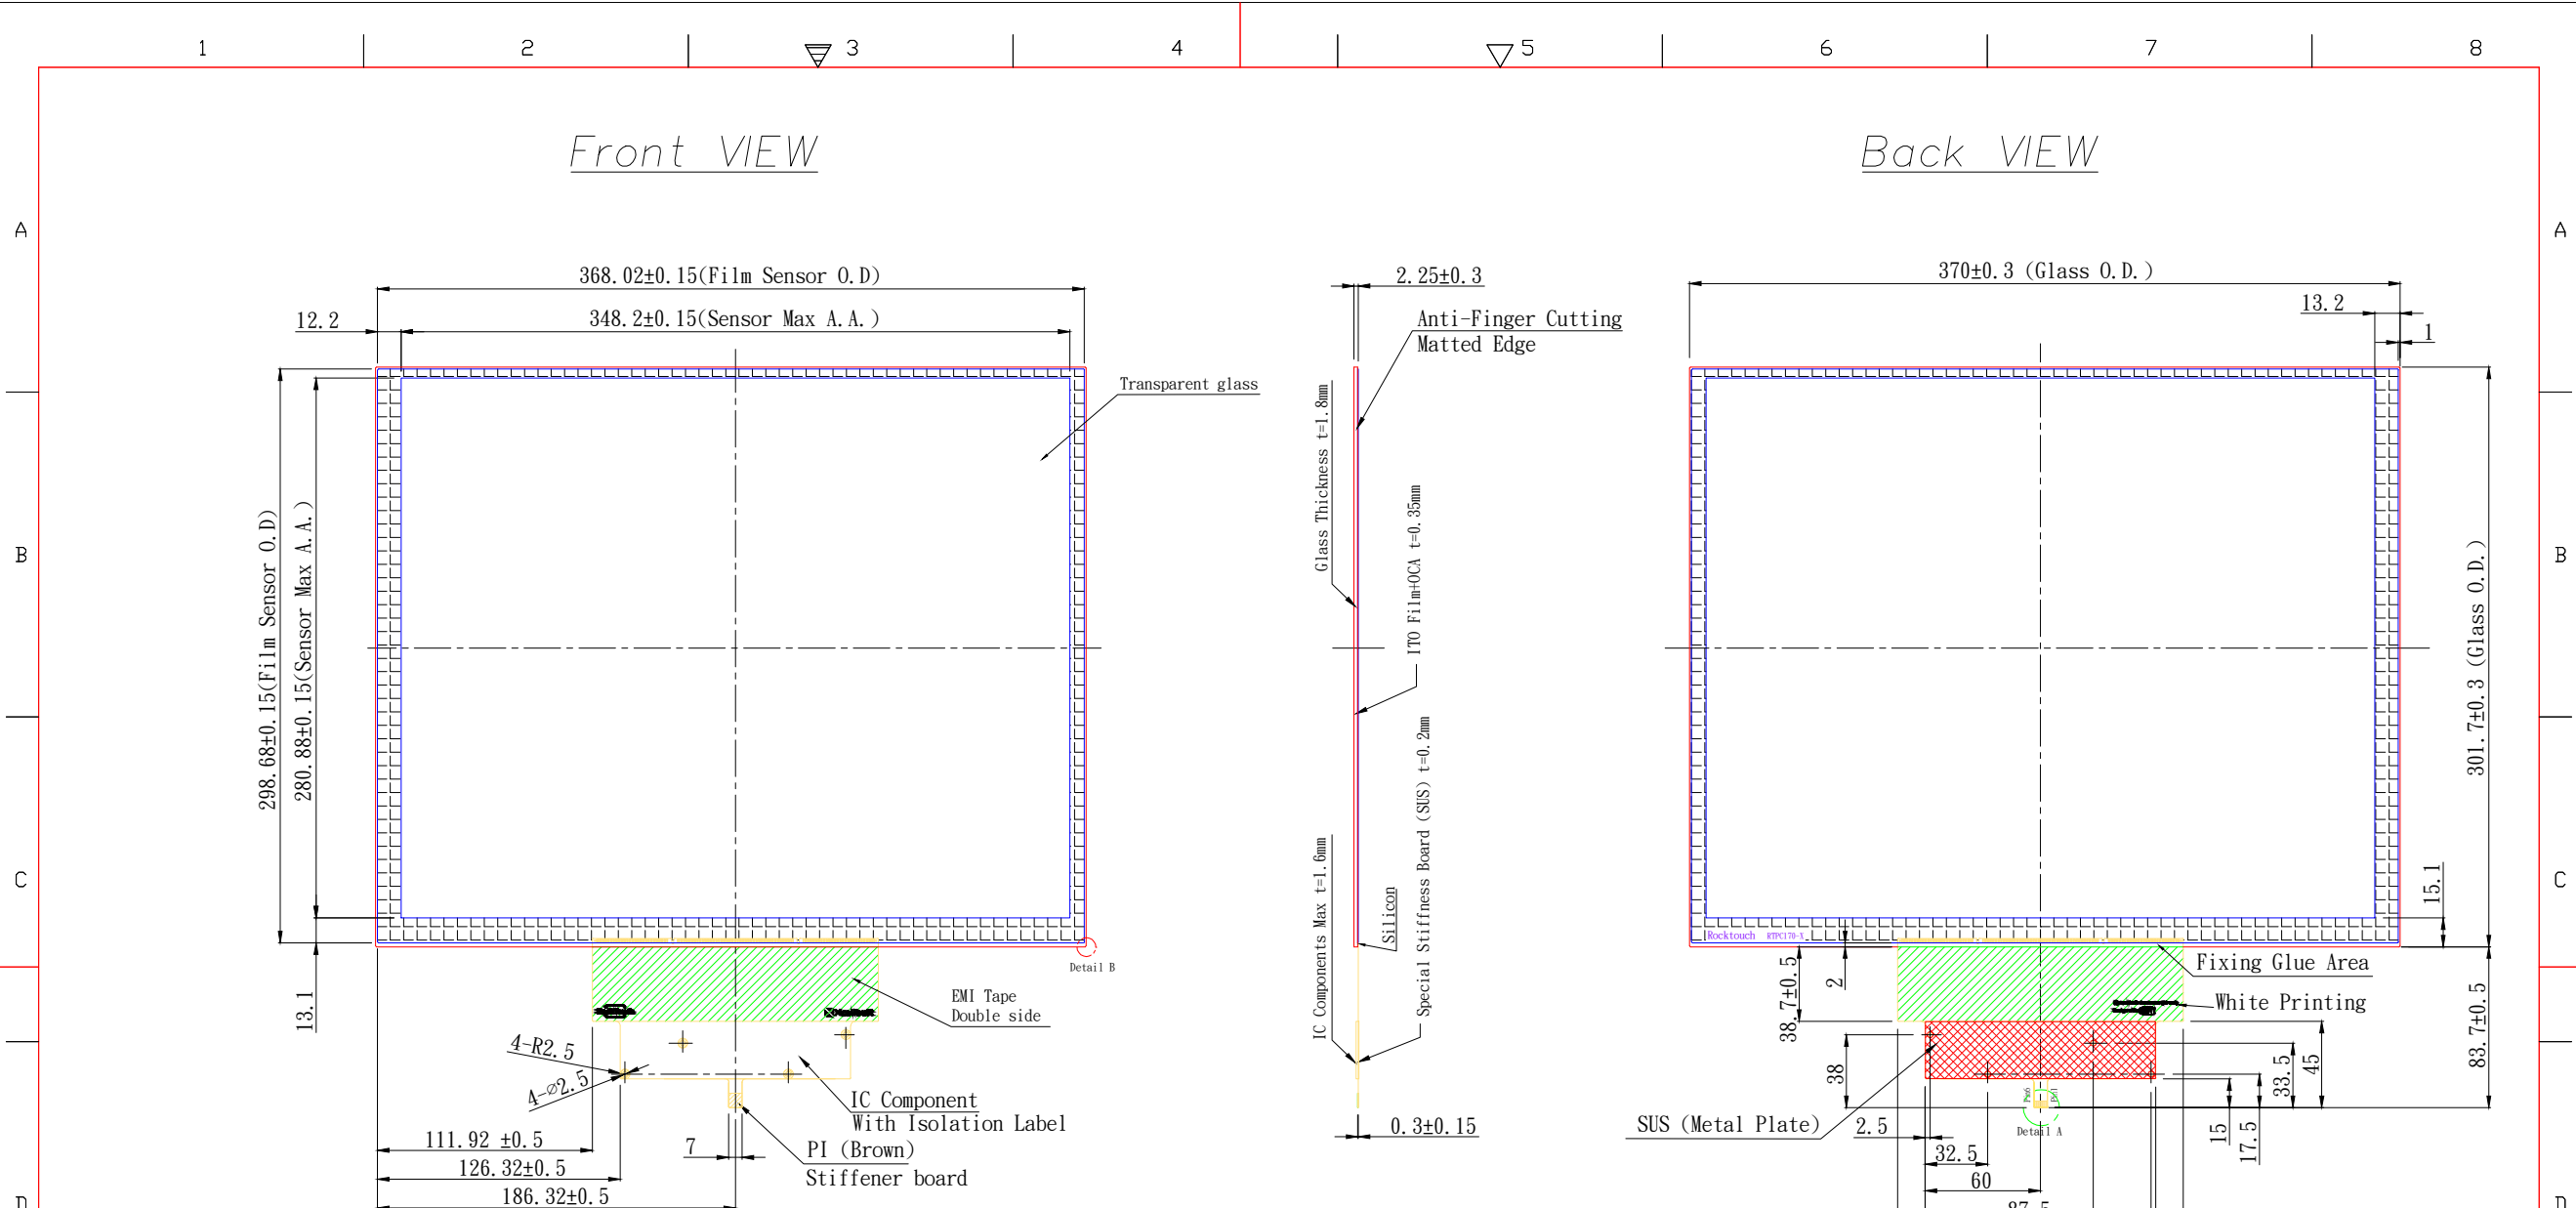 1 2 3 4 5 6 7 8
Front VIEW
Back VIEW
A A
B B
C C
D D
368.02±0.15(Film Sensor O.D)
348.2±0.15(Sensor Max A.A.)
12.2
298.68±0.15(Film Sensor O.D)
280.88±0.15(Sensor Max A.A.)
13.1
Transparent glass
Detail B
EMI Tape
Double side
4-R2.5
4-⌀2.5
IC Component
With Isolation Label
PI (Brown)
Stiffener board
7
111.92 ±0.5
126.32±0.5
186.32±0.5
2.25±0.3
Anti-Finger Cutting
Matted Edge
Glass Thickness t=1.8mm
ITO Film+OCA t=0.35mm
Special Stiffness Board (SUS) t=0.2mm
IC Components Max t=1.6mm
Silicon
0.3±0.15
370±0.3 (Glass O.D.)
13.2
1
301.7±0.3 (Glass O.D.)
15.1
Rocktouch RTPC170-X
Fixing Glue Area
White Printing
38.7±0.5
2
38
83.7±0.5
45
33.5
17.5
15
SUS (Metal Plate)
Pin6
Pin1
Detail A
2.5
32.5
60
87.5